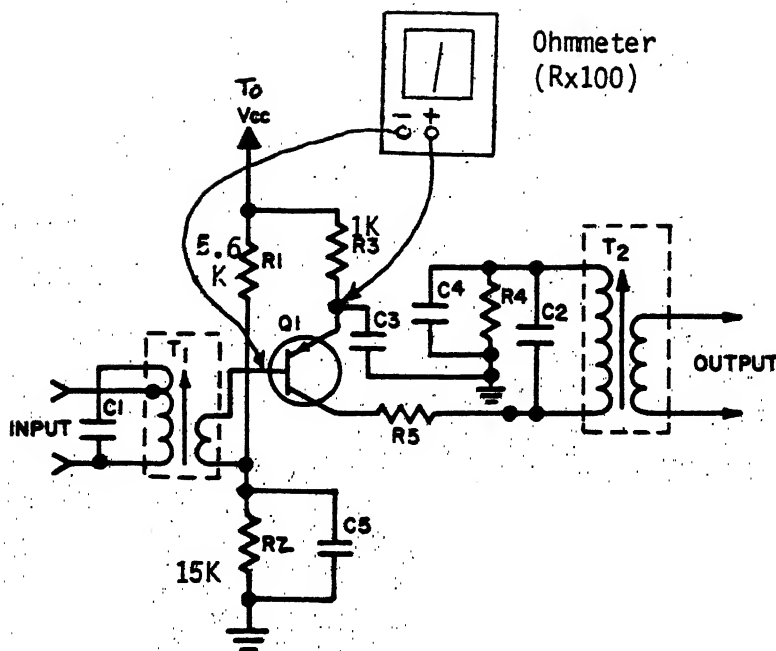 Ohmmeter
(Rx100)
To
Vcc
- +
1K
R3
5.6
K
R1
C4
R4
C2
T2
Q1
C3
T1
C1
INPUT
OUTPUT
R5
R2
C5
15K